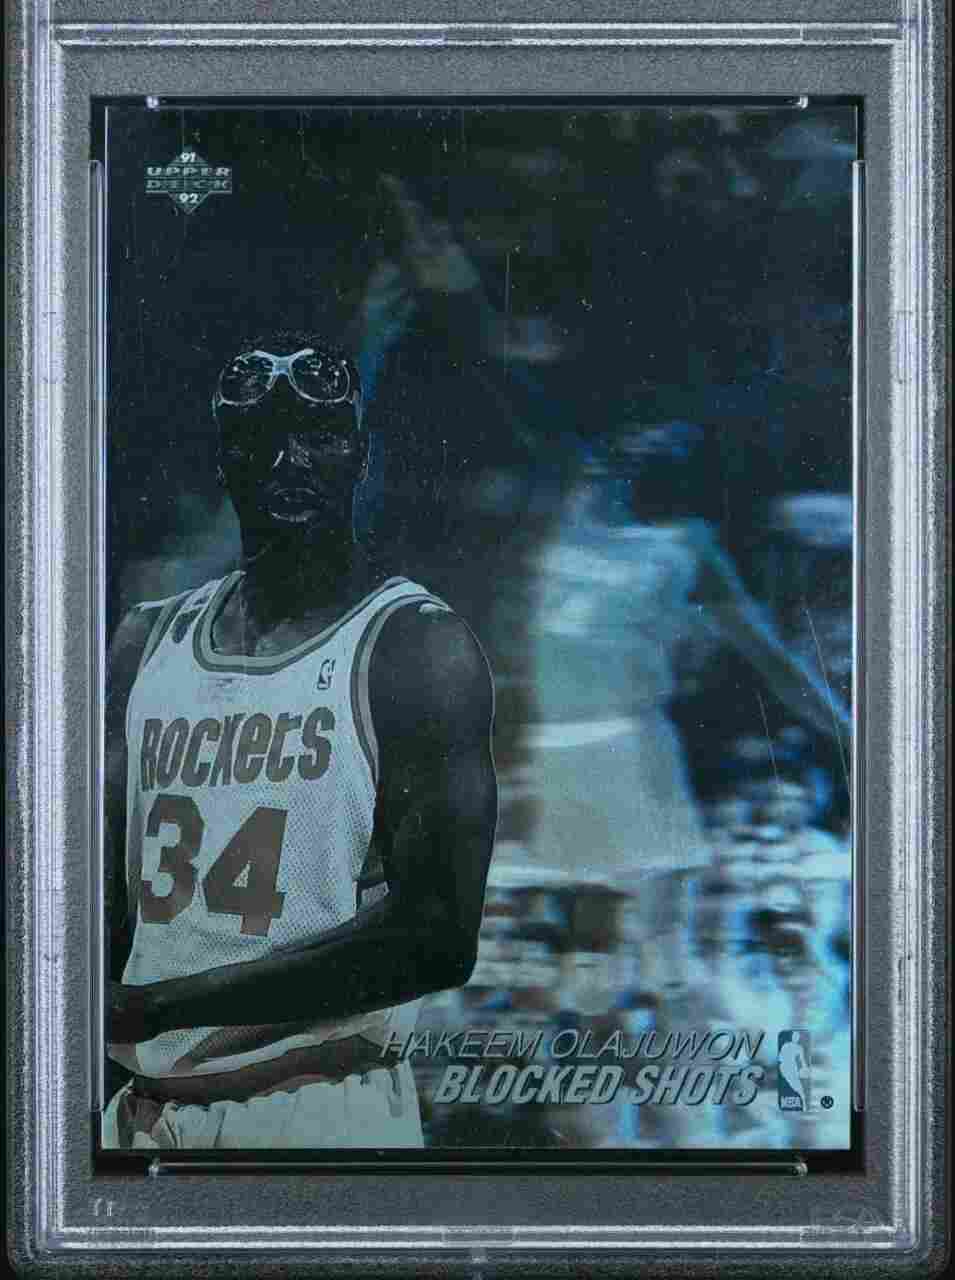 91
UPPER
DECK
92
ROCKETS
34
HAKEEM OLAJUWON
BLOCKED SHOTS
NBA
®